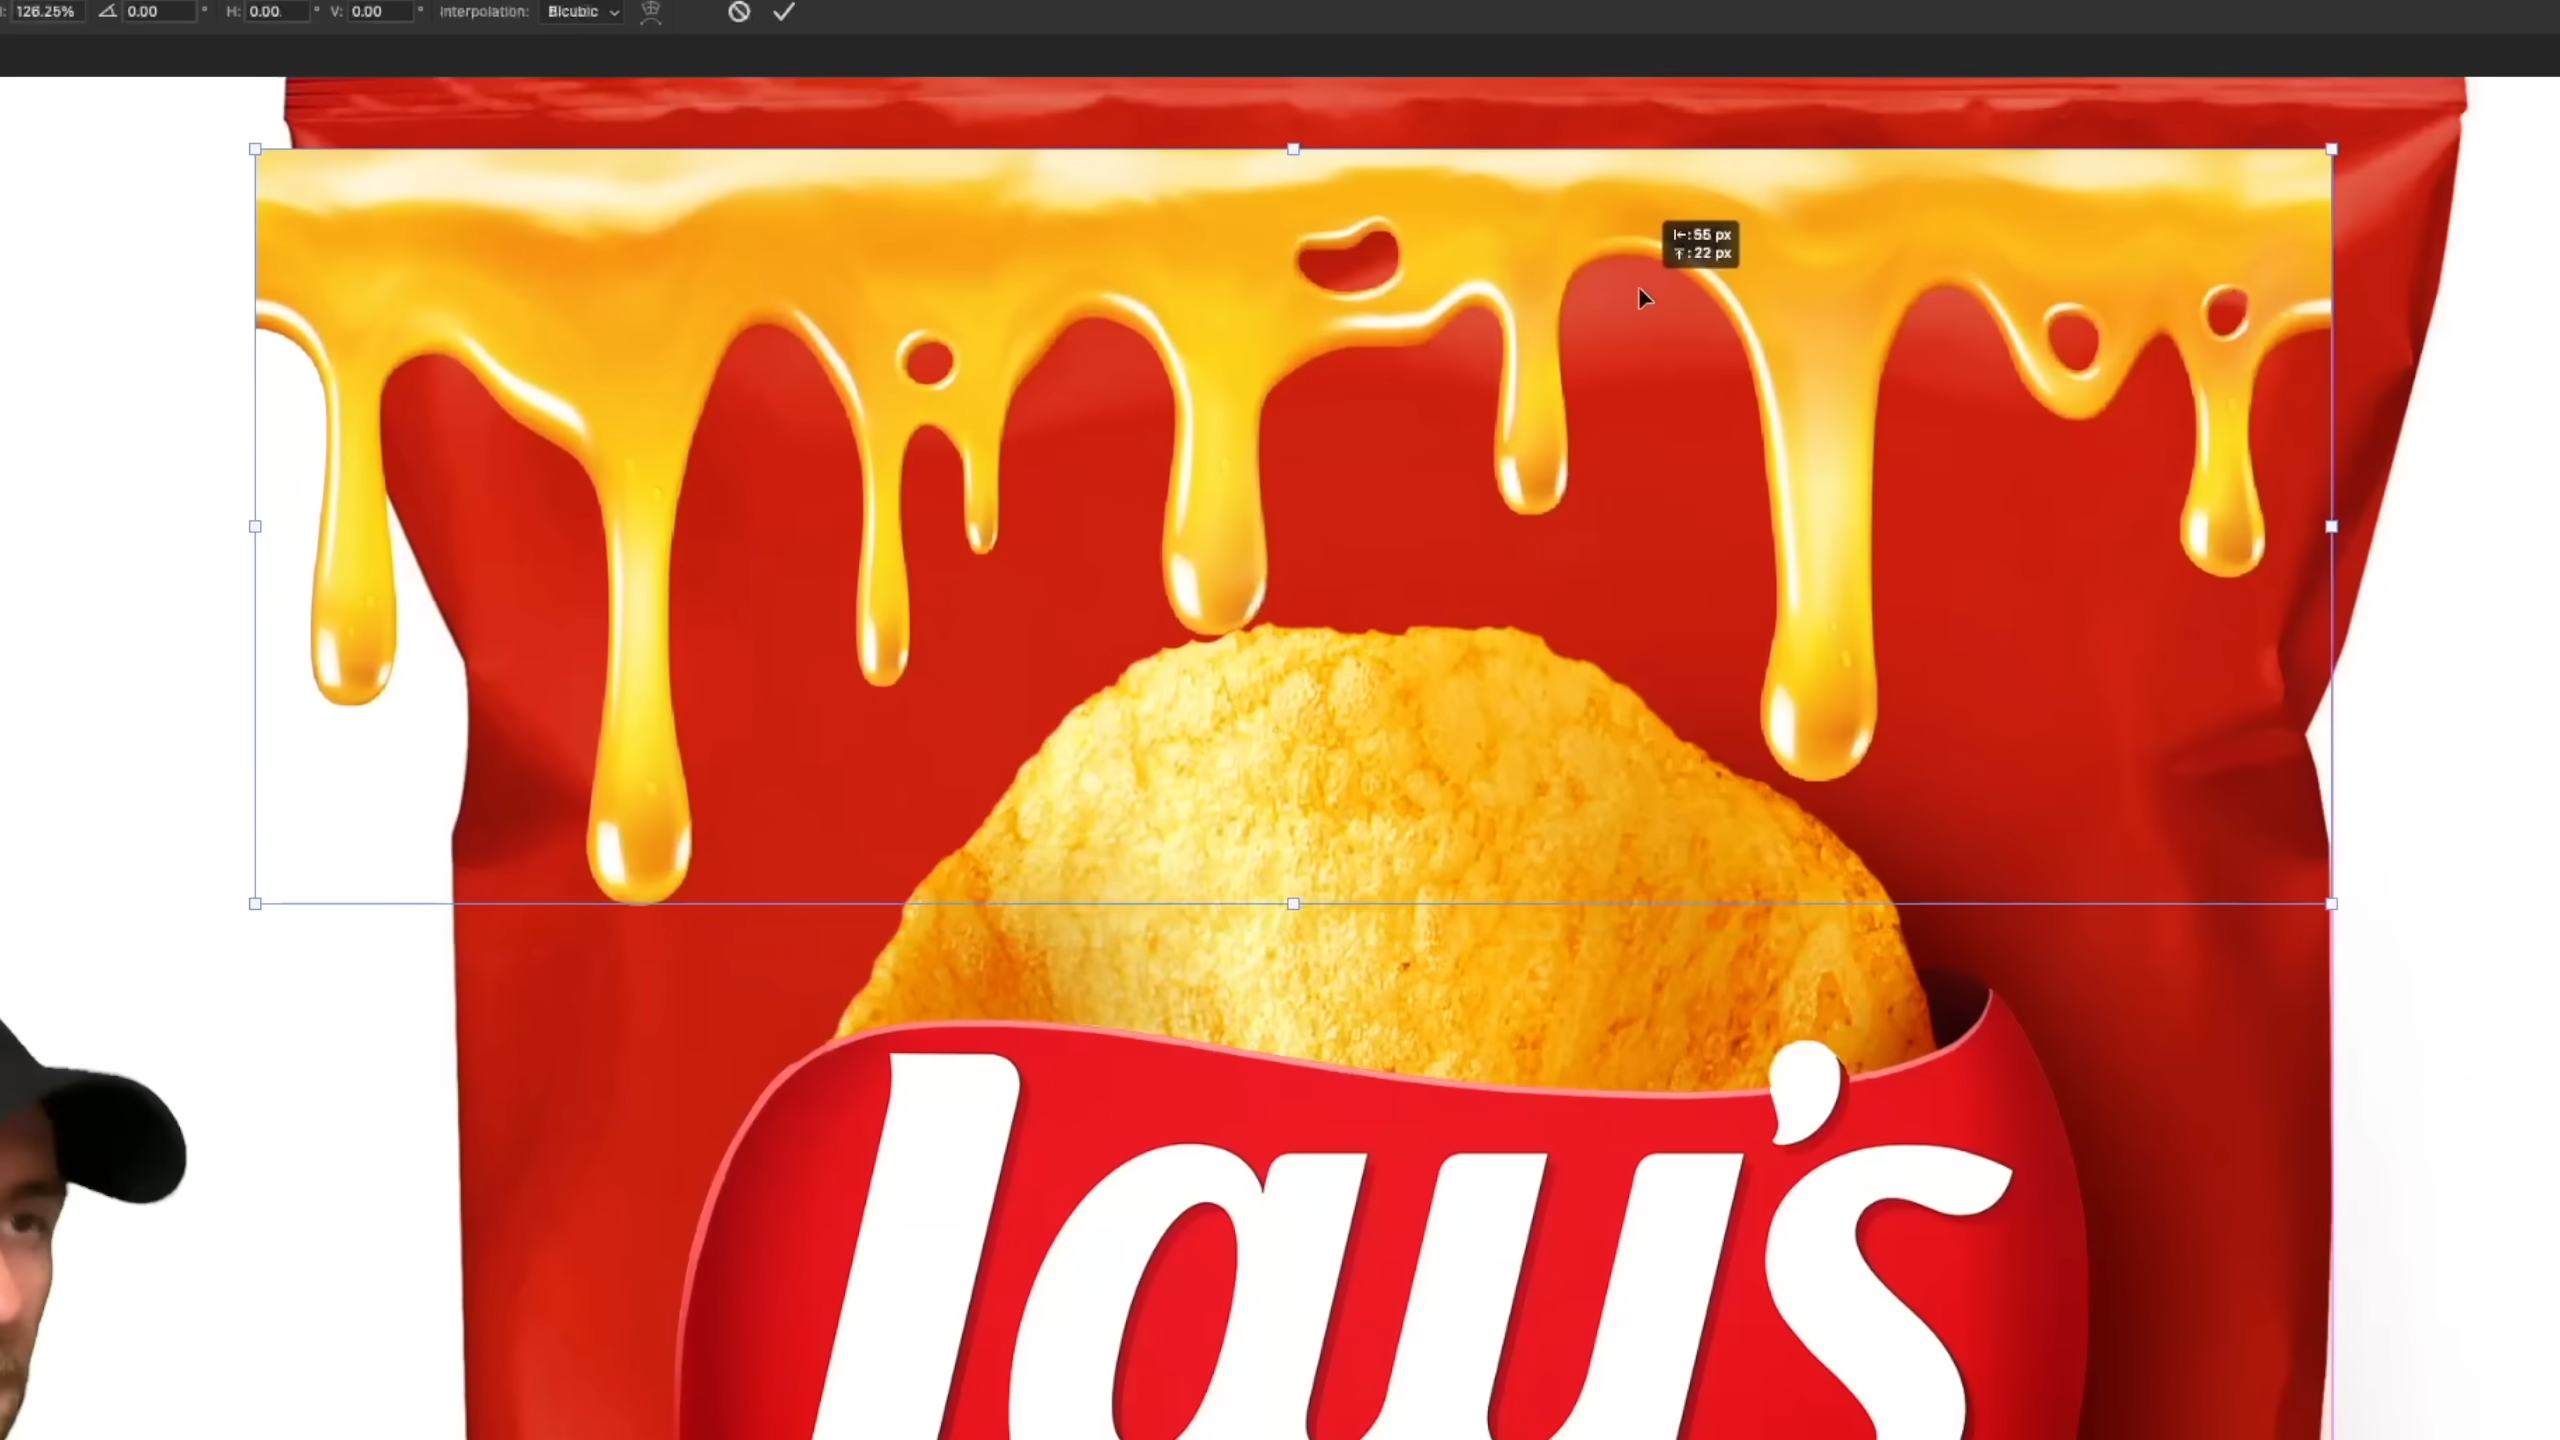 126.25% 0.00 ° H: 0.00 ° V: 0.00 ° Interpolation: Bicubic
: 55 px
: 22 px
Lay's